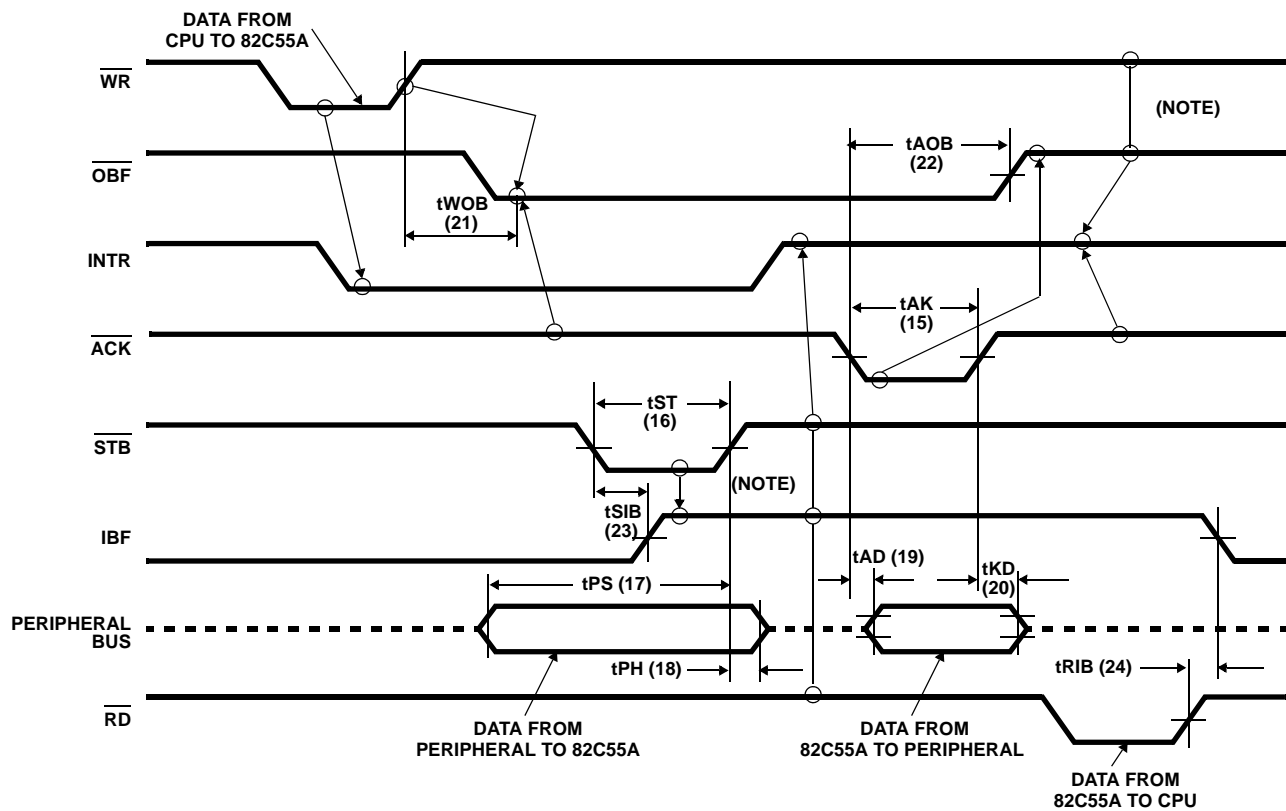 DATA FROM
CPU TO 82C55A
WR
(NOTE)
tAOB
(22)
OBF
tWOB
(21)
INTR
tAK
(15)
ACK
tST
(16)
STB
(NOTE)
tSIB
(23)
IBF
tAD (19)
tKD
(20)
tPS (17)
PERIPHERAL
BUS
tPH (18)
tRIB (24)
RD
DATA FROM
PERIPHERAL TO 82C55A
DATA FROM
82C55A TO PERIPHERAL
DATA FROM
82C55A TO CPU